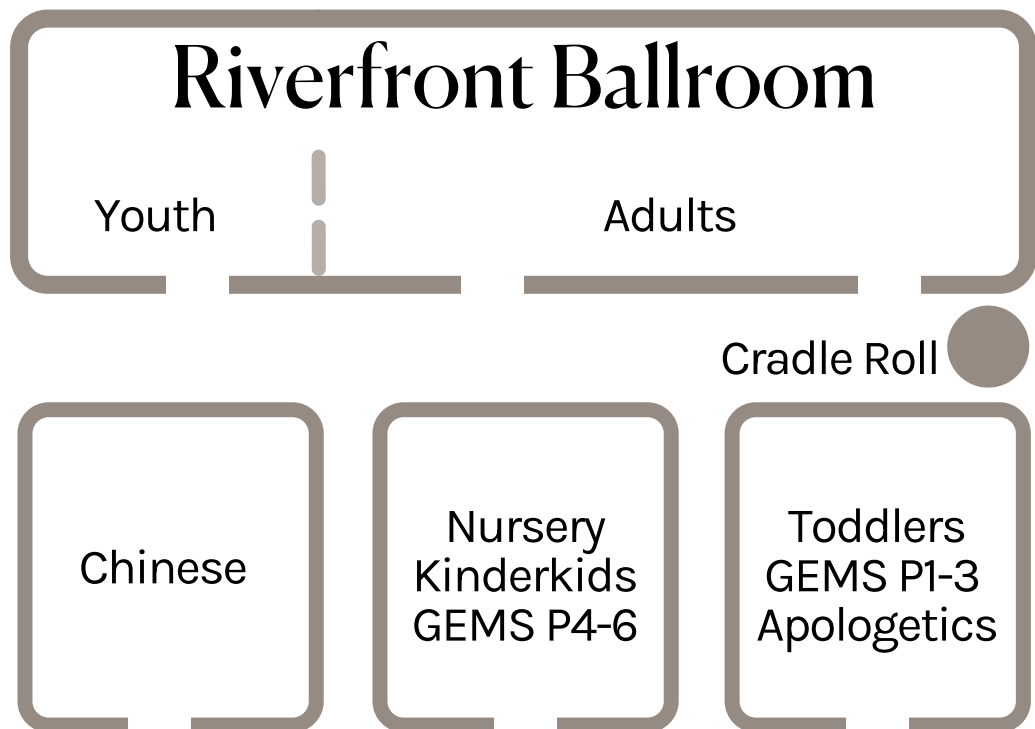 Riverfront Ballroom
Youth
Adults
Cradle Roll
Chinese
Nursery
Kinderkids
GEMS P4-6
Toddlers
GEMS P1-3
Apologetics